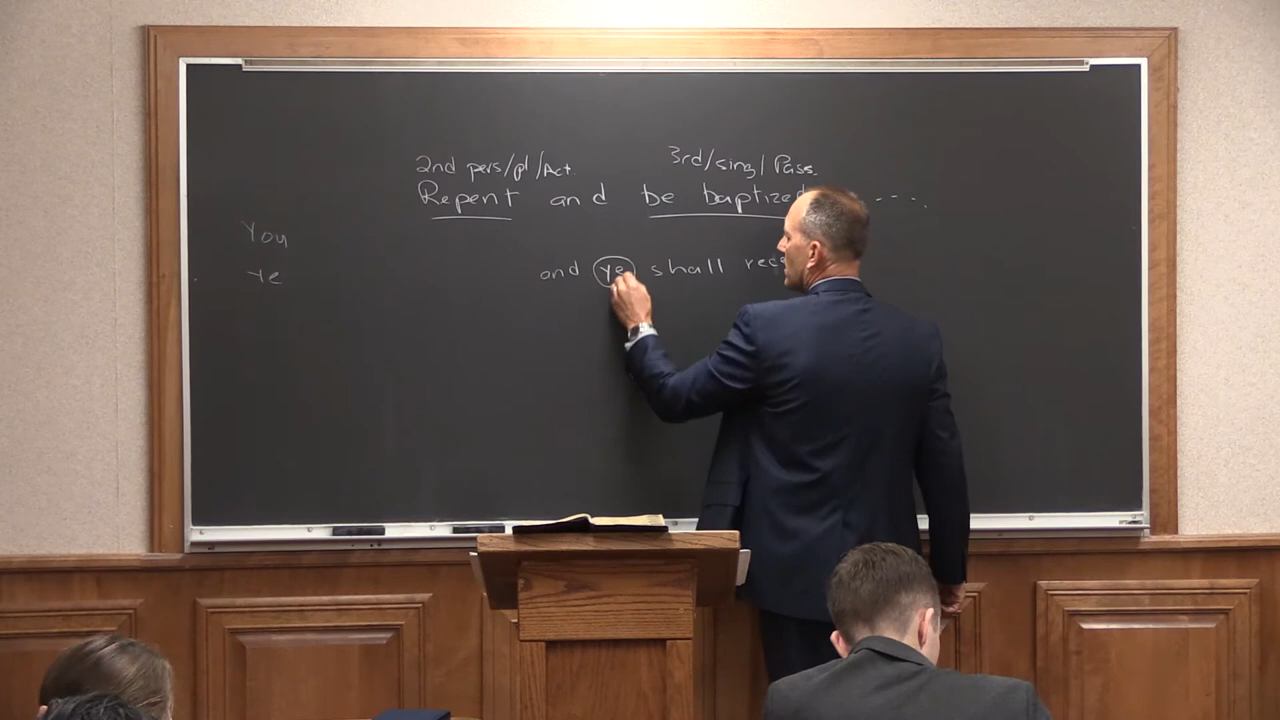 2nd pers/pl/Act. 3rd/sing/Pass.
Repent and be baptized ....
You
and ye shall
Ye